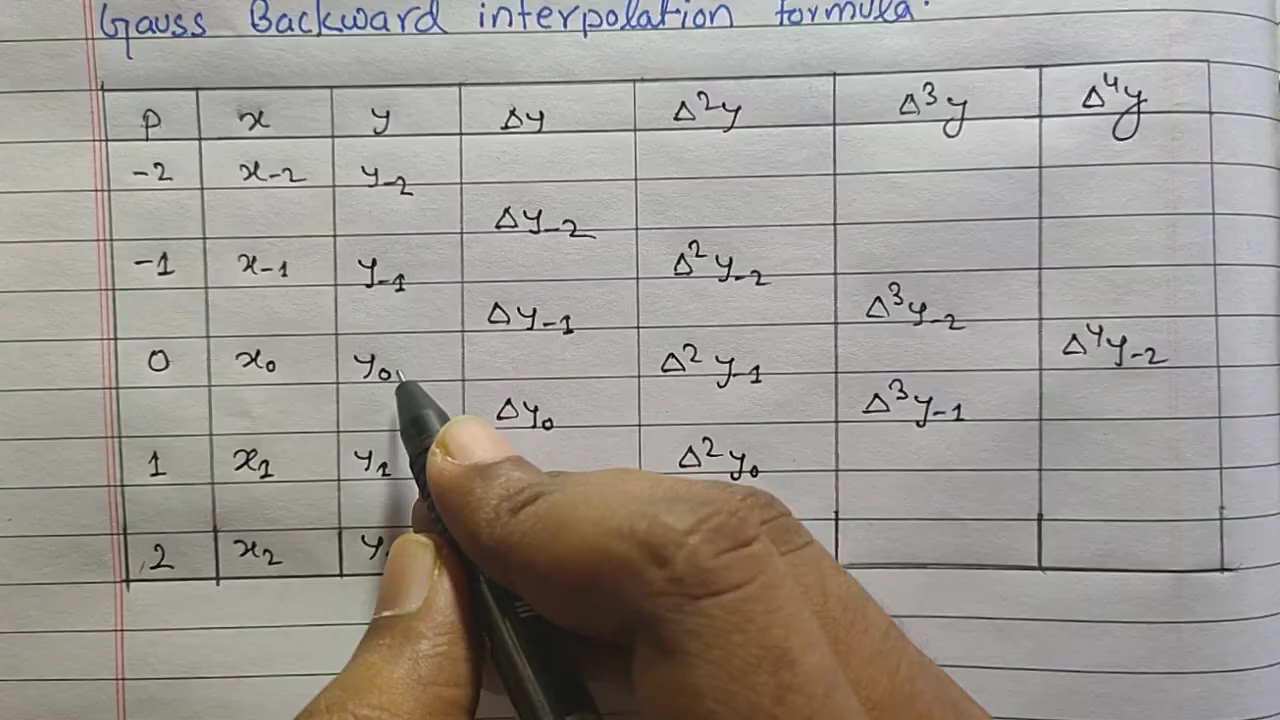 Gauss Backward interpolation formula.
p x y Δy Δ²y Δ³y Δ⁴y
-2 x-2 y-2
Δy-2
-1 x-1 y-1 Δ²y-2
Δy-1 Δ³y-2
0 x₀ y₀ Δ²y-1 Δ⁴y-2
Δy₀ Δ³y-1
1 x₁ y₁ Δ²y₀
2 x₂ y